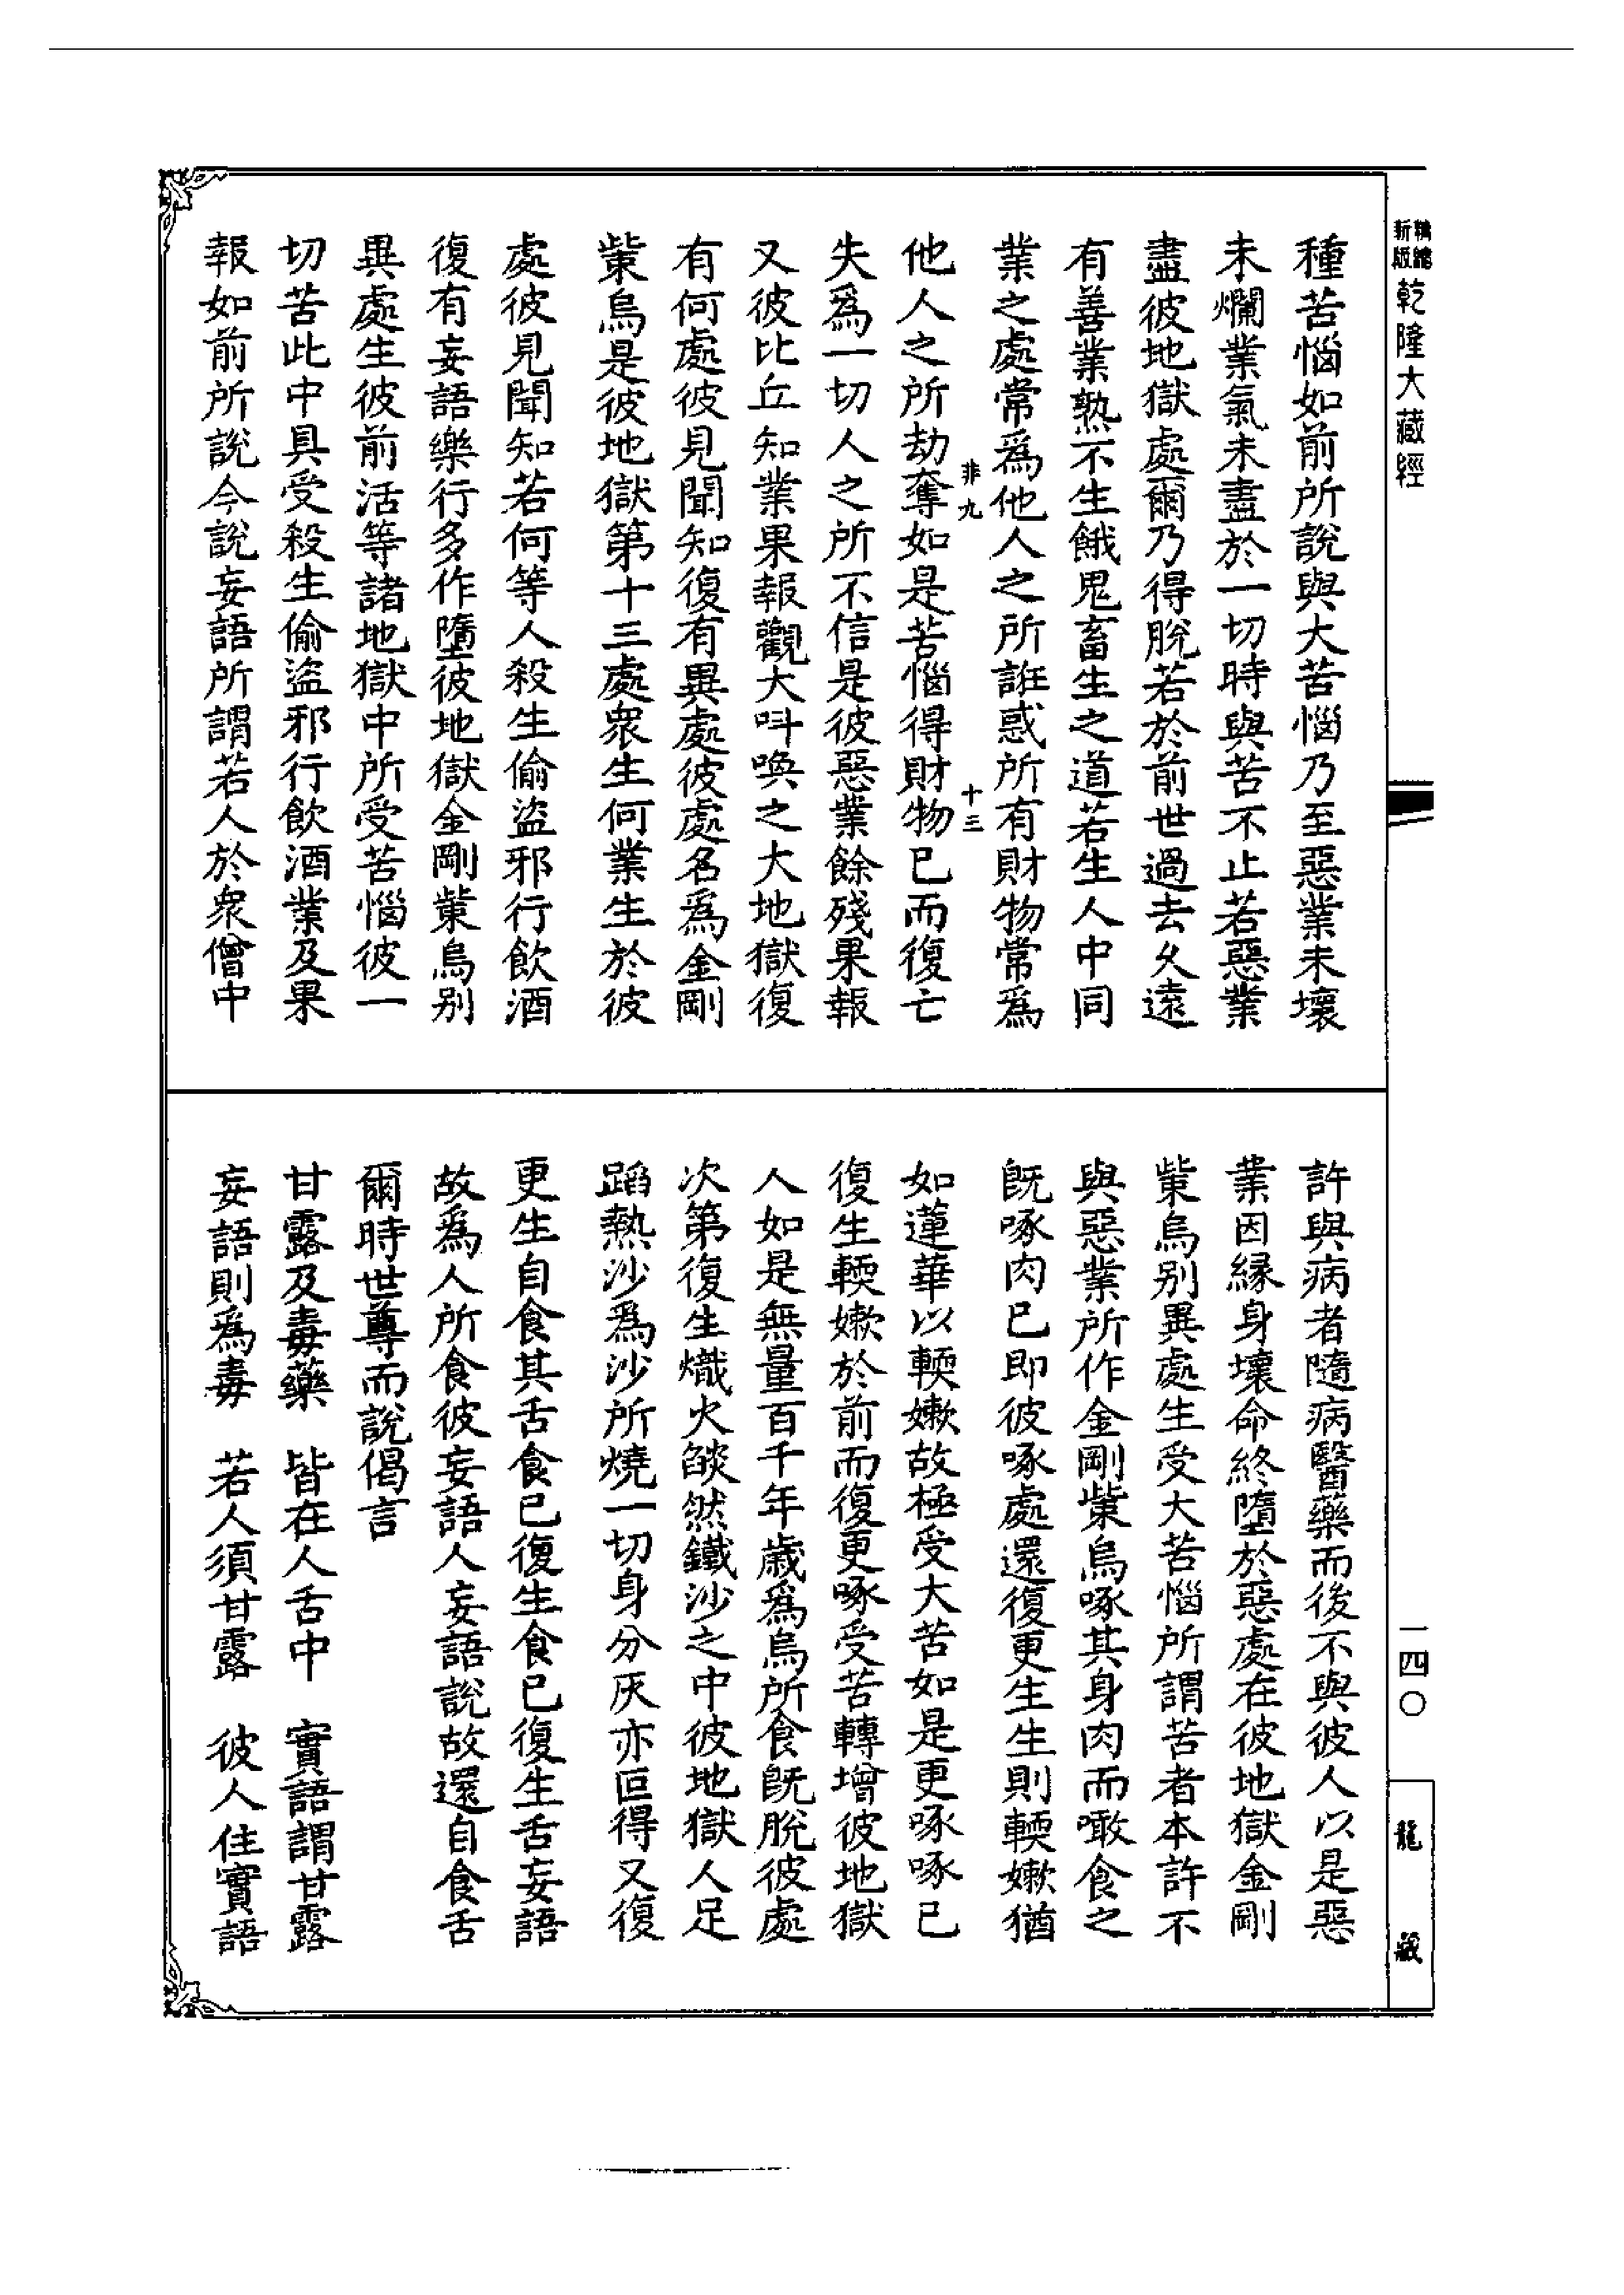 新編
縮版
乾隆大藏經
種苦惱如前所說與大苦惱乃至惡業未壞
未爛業氣未盡於一切時與苦不止若惡業
盡彼地獄處爾乃得脫若於前世過去久遠
有善業熟不生餓鬼畜生之道若生人中同
業之處常爲他人之所誑惑所有財物常爲
非九　十三
他人之所劫奪如是苦惱得財物已而復亡
失爲一切人之所不信是彼惡業餘殘果報
又彼比丘知業果報觀大叫喚之大地獄復
有何處彼見聞知復有異處彼處名爲金剛
𭪿烏是彼地獄第十三處衆生何業生於彼
處彼見聞知若何等人殺生偷盜邪行飲酒
復有妄語樂行多作墮彼地獄金剛𭪿烏別
異處生彼前活等諸地獄中所受苦惱彼一
切苦此中具受殺生偷盜邪行飲酒業及果
報如前所說今說妄語所謂若人於衆僧中
一四〇
龍藏
許與病者隨病醫藥而後不與彼人以是惡
業因緣身壞命終墮於惡處在彼地獄金剛
𭪿烏別異處生受大苦惱所謂苦者本許不
與惡業所作金剛𭪿烏啄其身肉而噉食之
既啄肉已即彼啄處還復更生生則輭嫩猶
如蓮華以輭嫩故極受大苦如是更啄啄已
復生輭嫩於前而復更啄受苦轉增彼地獄
人如是無量百千年歲爲烏所食既脫彼處
次第復生熾火燄然鐵沙之中彼地獄人足
蹈熱沙爲沙所燒一切身分灰亦叵得又復
更生自食其舌食已復生食已復生舌妄語
故爲人所食彼妄語人妄語說故還自食舌
爾時世尊而說偈言
甘露及毒藥　皆在人舌中　實語謂甘露
妄語則爲毒　若人須甘露　彼人住實語